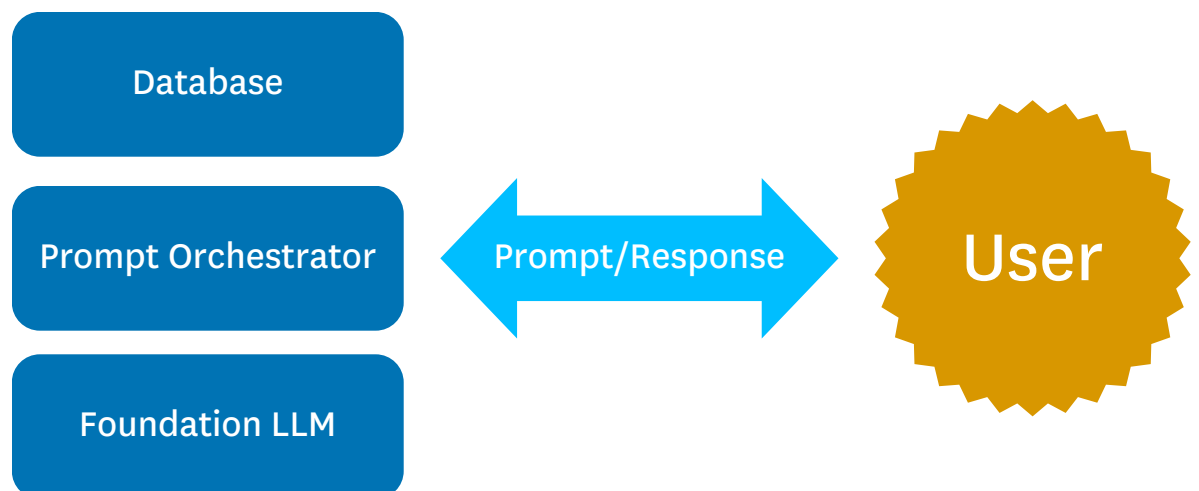 Database
Prompt Orchestrator
Prompt/Response
User
Foundation LLM